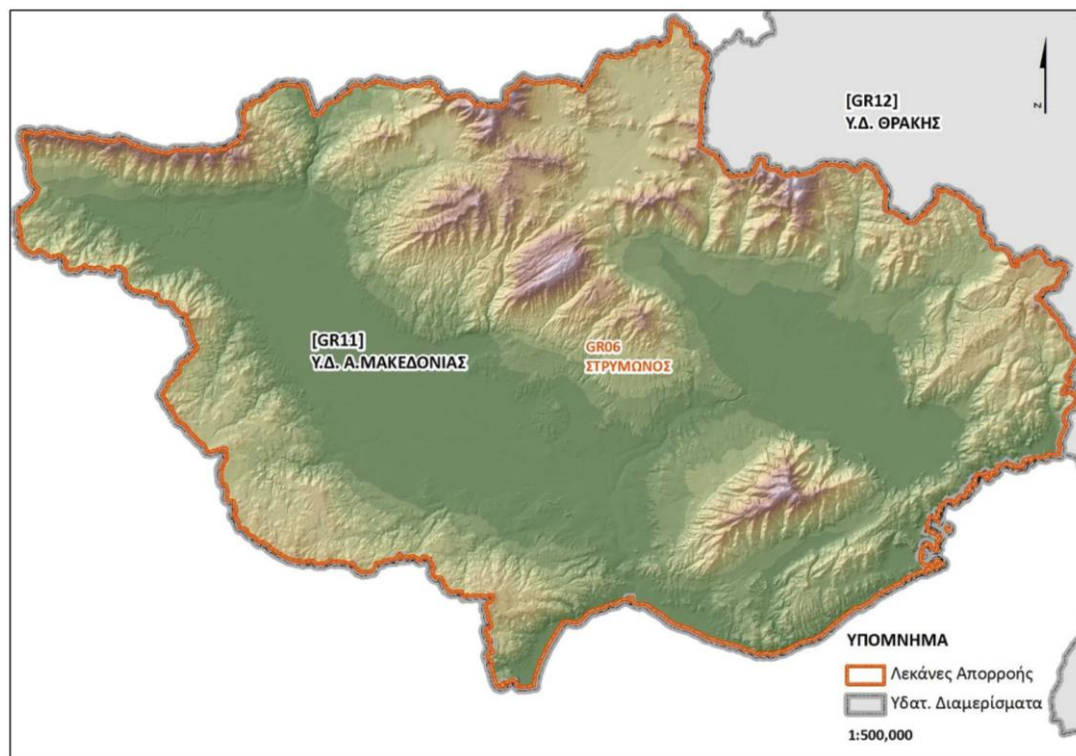 [GR12]
Υ.Δ. ΘΡΑΚΗΣ
Z
[GR11]
Υ.Δ. Α.ΜΑΚΕΔΟΝΙΑΣ
GR06
ΣΤΡΥΜΩΝΟΣ
ΥΠΟΜΝΗΜΑ
Λεκάνες Απορροής
Υδατ. Διαμερίσματα
1:500,000